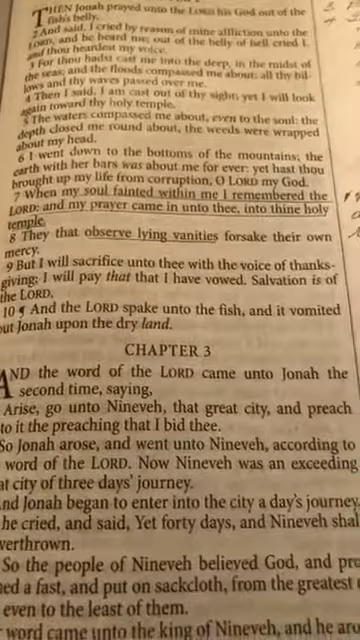 THEN Jonah prayed unto the LORD his God out of the
fish's belly.
2 And said, I cried by reason of mine affliction unto the
LORD, and he heard me; out of the belly of hell cried I,
and thou heardest my voice.
3 For thou hadst cast me into the deep, in the midst of
the seas; and the floods compassed me about: all thy bil-
lows and thy waves passed over me.
4 Then I said, I am cast out of thy sight; yet I will look
again toward thy holy temple.
5 The waters compassed me about, even to the soul: the
depth closed me round about, the weeds were wrapped
about my head.
6 I went down to the bottoms of the mountains; the
earth with her bars was about me for ever: yet hast thou
brought up my life from corruption, O LORD my God.
7 When my soul fainted within me I remembered the
LORD: and my prayer came in unto thee, into thine holy
temple.
8 They that observe lying vanities forsake their own
mercy.
9 But I will sacrifice unto thee with the voice of thanks-
giving; I will pay that that I have vowed. Salvation is of
the LORD.
10 ¶ And the LORD spake unto the fish, and it vomited
out Jonah upon the dry land.
CHAPTER 3
AND the word of the LORD came unto Jonah the
second time, saying,
Arise, go unto Nineveh, that great city, and preach
to it the preaching that I bid thee.
So Jonah arose, and went unto Nineveh, according to
word of the LORD. Now Nineveh was an exceeding
at city of three days' journey.
nd Jonah began to enter into the city a day's journey,
he cried, and said, Yet forty days, and Nineveh shal
verthrown.
So the people of Nineveh believed God, and pro
ed a fast, and put on sackcloth, from the greatest
even to the least of them.
word came unto the king of Nineveh, and he aro